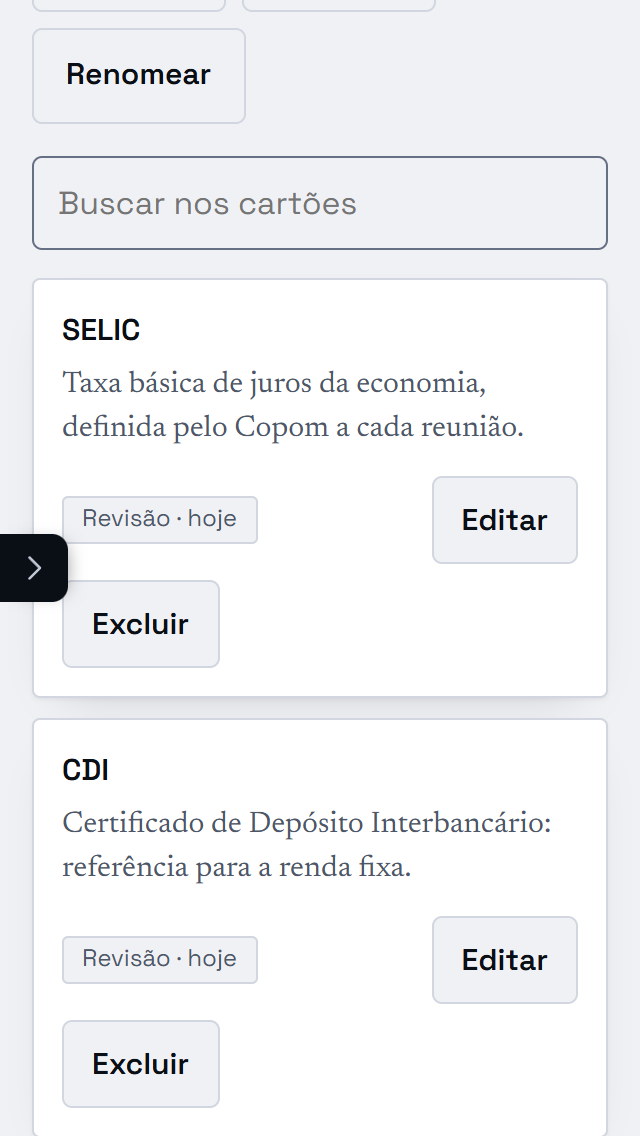 Renomear
Buscar nos cartões
SELIC
Taxa básica de juros da economia,
definida pelo Copom a cada reunião.
Revisão · hoje
Editar
Excluir
CDI
Certificado de Depósito Interbancário:
referência para a renda fixa.
Revisão · hoje
Editar
Excluir